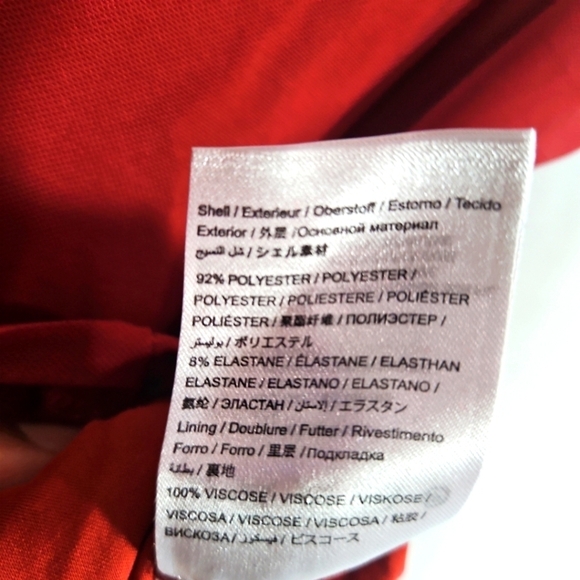 Shell / Exterieur / Oberstoff / Estorno / Tecido
Exterior / 外层 /Основной материал
شل النسيج / シェル素材
92% POLYESTER / POLYESTER /
POLYESTER / POLIESTERE / POLIÉSTER
POLIÉSTER / 聚酯纤维 / ПОЛИЭСТЕР /
بوليستر / ポリエステル
8% ELASTANE / ÉLASTANE / ELASTHAN
ELASTANE / ELASTANO / ELASTANO /
氨纶 / ЭЛАСТАН / الاستان / エラスタン
Lining / Doublure / Futter / Rivestimento
Forro / Forro / 里层 / Подкладка
بطانة / 裏地
100% VISCOSE / VISCOSE / VISKOSE /
VISCOSA / VISCOSE / VISCOSA / 粘胶 /
ВИСКОЗА / فيسكوز / ビスコース